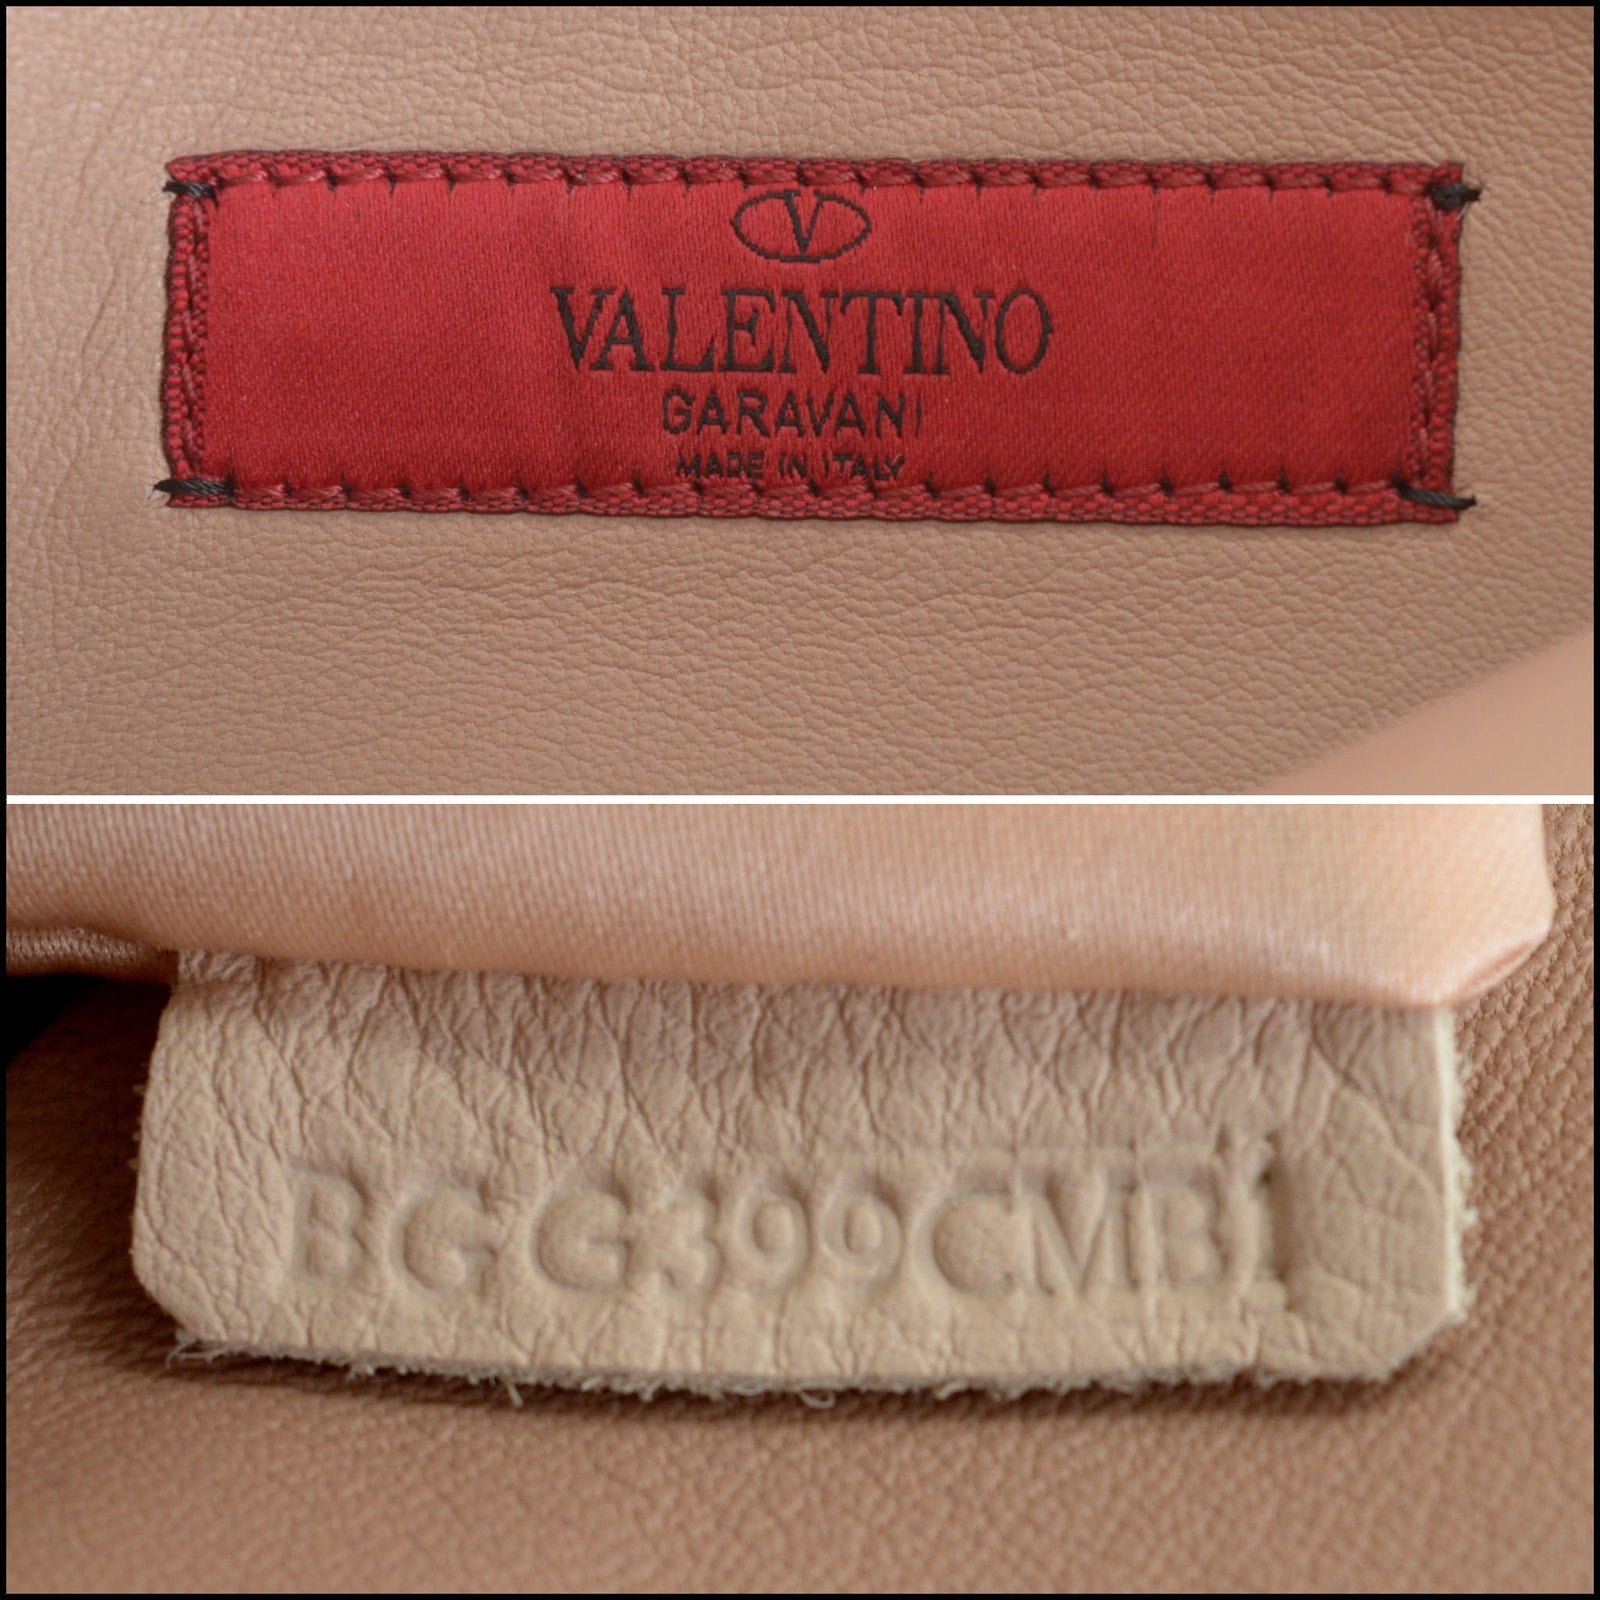 V
VALENTINO
GARAVANI
MADE IN ITALY
BGG399CMB1